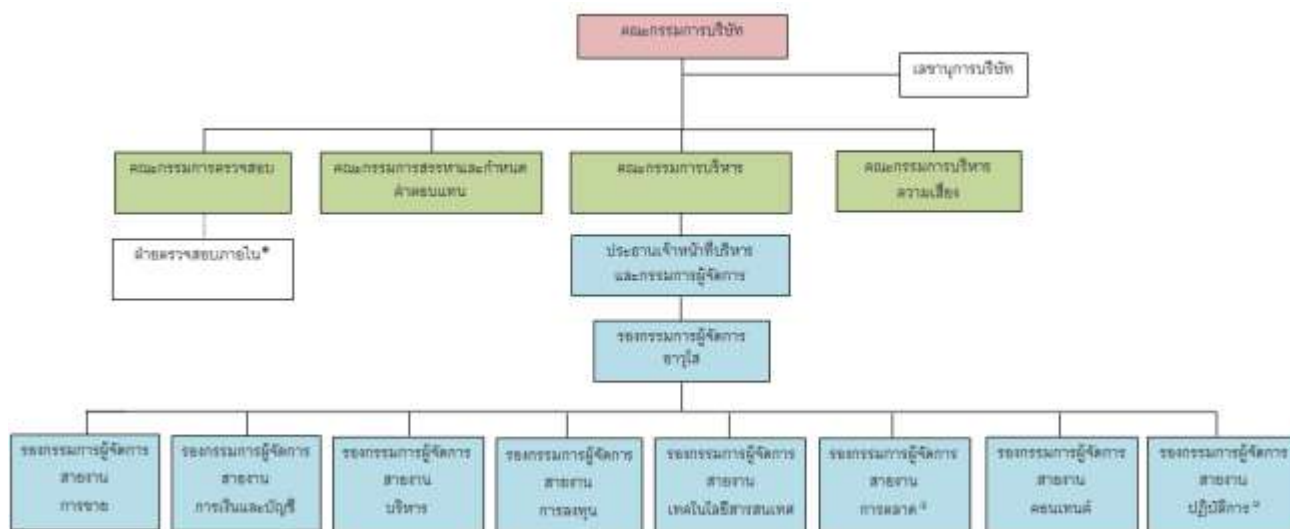 คณะกรรมการบริษัท
เลขานุการบริษัท
คณะกรรมการตรวจสอบ
คณะกรรมการสรรหาและกำหนด
ค่าตอบแทน
คณะกรรมการบริหาร
คณะกรรมการบริหาร
ความเสี่ยง
ฝ่ายตรวจสอบภายใน*
ประธานเจ้าหน้าที่บริหาร
และกรรมการผู้จัดการ
รองกรรมการผู้จัดการ
อาวุโส
รองกรรมการผู้จัดการ
สายงาน
การขาย
รองกรรมการผู้จัดการ
สายงาน
การเงินและบัญชี
รองกรรมการผู้จัดการ
สายงาน
บริหาร
รองกรรมการผู้จัดการ
สายงาน
การลงทุน
รองกรรมการผู้จัดการ
สายงาน
เทคโนโลยีสารสนเทศ
รองกรรมการผู้จัดการ
สายงาน
การตลาด
รองกรรมการผู้จัดการ
สายงาน
คอนเทนต์
รองกรรมการผู้จัดการ
สายงาน
ปฏิบัติการ